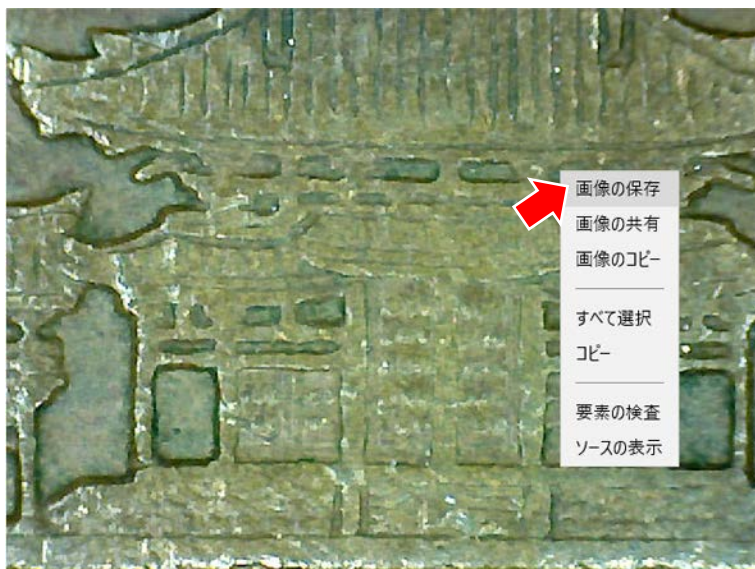 画像の保存
画像の共有
画像のコピー
すべて選択
コピー
要素の検査
ソースの表示